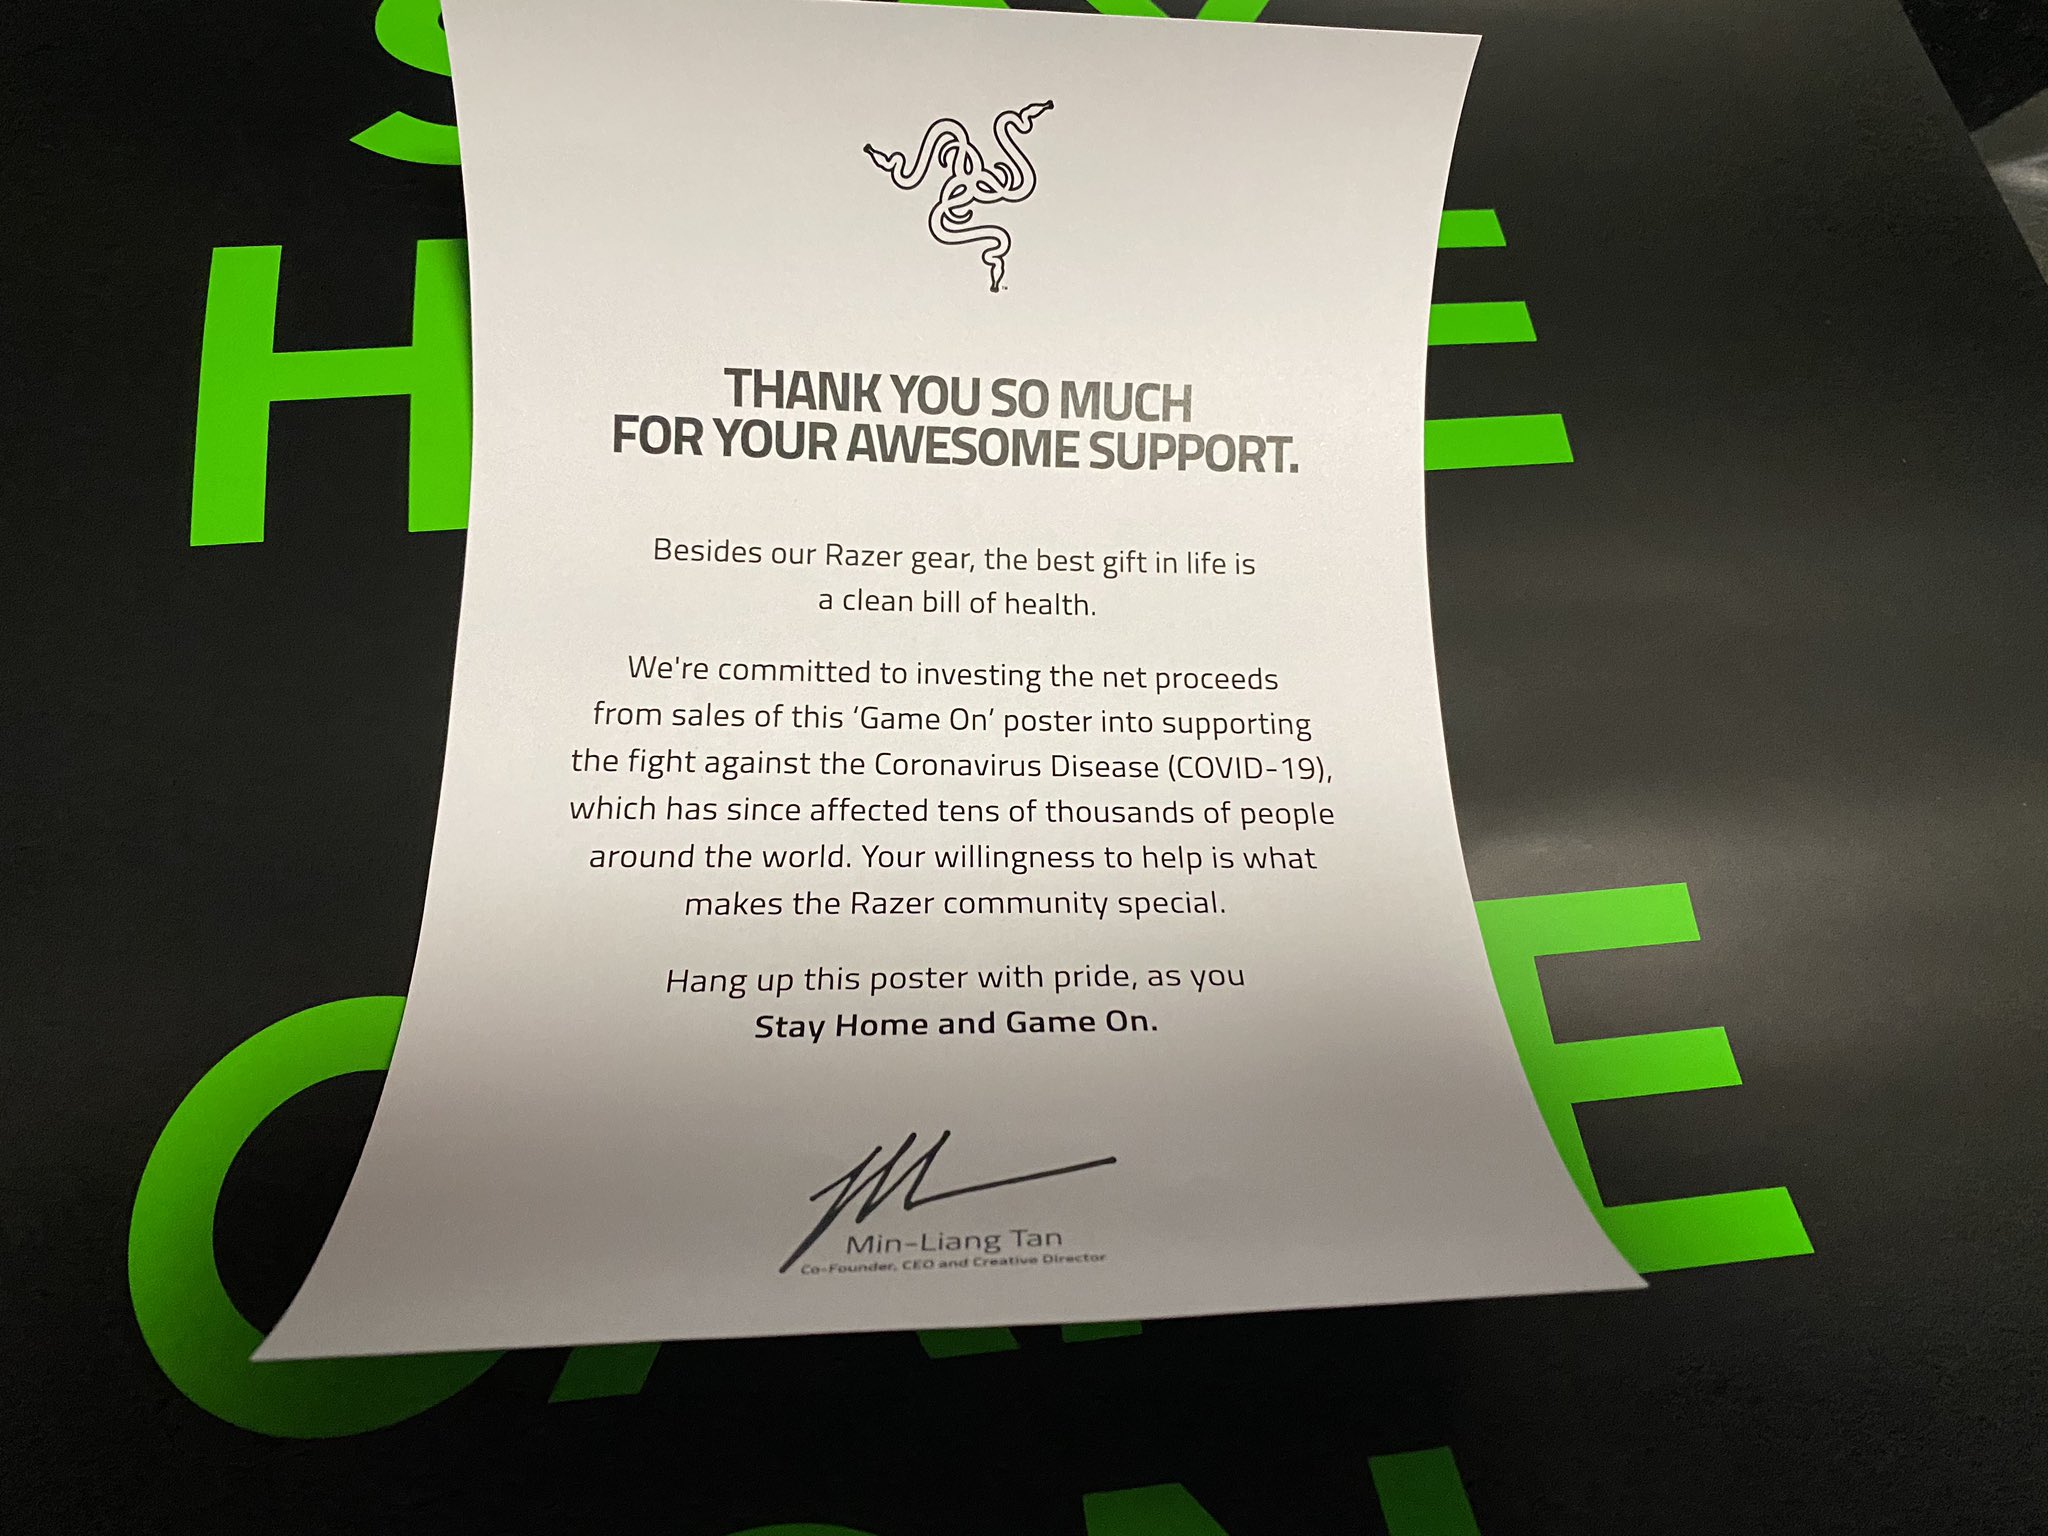 THANK YOU SO MUCH
FOR YOUR AWESOME SUPPORT.
Besides our Razer gear, the best gift in life is
a clean bill of health.
We're committed to investing the net proceeds
from sales of this ‘Game On’ poster into supporting
the fight against the Coronavirus Disease (COVID-19),
which has since affected tens of thousands of people
around the world. Your willingness to help is what
makes the Razer community special.
Hang up this poster with pride, as you
Stay Home and Game On.
Min-Liang Tan
Co-Founder, CEO and Creative Director